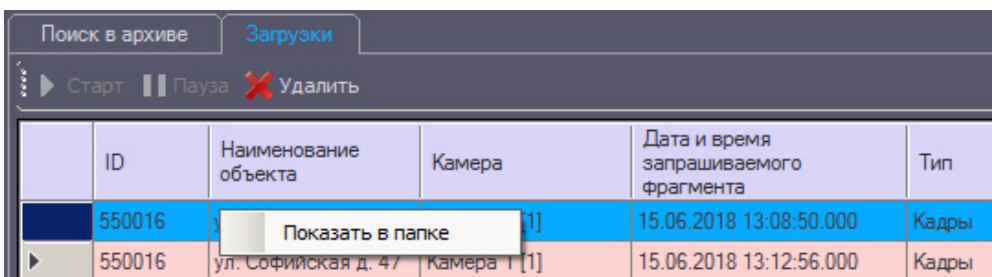 Поиск в архиве Загрузки
Старт Пауза Удалить
ID Наименование объекта Камера Дата и время запрашиваемого фрагмента Тип
550016 [1] 15.06.2018 13:08:50.000 Кадры
Показать в папке
550016 ул. Софийская д. 47 Камера 1 [1] 15.06.2018 13:12:56.000 Кадры